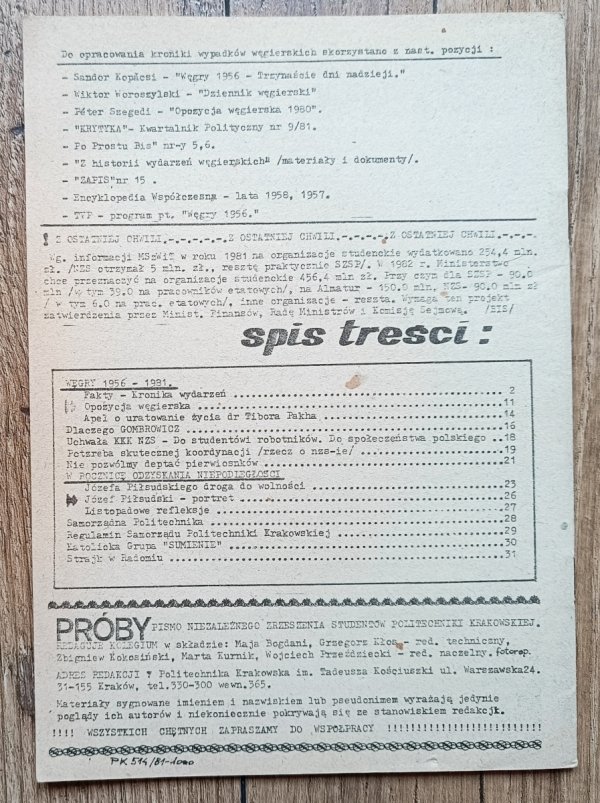 Do opracowania kroniki wypadków węgierskich skorzystano z nast. pozycji :
- Sandor Kopácsi - "Węgry 1956 - Trzynaście dni nadzieji."
- Wiktor Woroszylski - "Dziennik węgierski"
- Péter Szegedi - "Opozycja węgierska 1980".
- "KRYTYKA"- Kwartalnik Polityczny nr 9/81.
- Po Prostu Bis" nr-y 5,6.
- "Z historii wydarzeń węgierskich" /materiały i dokumenty/.
- "ZAPIS"nr 15 .
- Encyklopedia Współczesna - lata 1958, 1957.
- TVP - program pt. "Węgry 1956."
! Z OSTATNIEJ CHWILI.-.-.-.-.-.Z OSTATNIEJ CHWILI.-.-.-.-.Z OSTATNIEJ CHWILI.-.-.-.-
Wg. informacji MSzWiT w roku 1981 na organizacje studenckie wydatkowano 254,4 mln.
zł. /NZS otrzymał 5 mln. zł., resztę praktycznie SZSP/. W 1982 r. Ministerstwo
chce przeznaczyć na organizacje studenckie 456,4 mln zł. Przy czym dla SZSP - 90.0
mln /w tym 39.0 na pracowników etatowych/, na Almatur - 150.0 mln. NZS- 90.0 mln zł
/ w tym 6.0 na prac. etatowych/, inne organizacje - reszta. Wymaga ten projekt
zatwierdzenia przez Minist. Finansów, Radę Ministrów i Komisję Sejmową. /BIS/
spis treści :
WĘGRY 1956 - 1981.
Fakty - Kronika wydarzeń ........................................ 2
Opozycja węgierska ............................................. 11
Apel o uratowanie życia dr Tibora Pakha ........................ 14
Dlaczego GOMBROWICZ ............................................ 16
Uchwała KKK NZS - Do studentówi robotników. Do społeczeństwa polskiego ..18
Potrzeba skutecznej koordynacji /rzecz o nzs-ie/ ............... 19
Nie pozwólmy deptać pierwiosnków ............................... 21
W ROCZNICĘ ODZYSKANIA NIEPODLEGŁOŚCI
Józefa Piłsudskiego droga do wolności .......................... 23
Józef Piłsudski - portret ...................................... 26
Listopadowe refleksje .......................................... 27
Samorządna Politechnika ........................................ 28
Regulamin Samorządu Politechniki Krakowskiej ................... 29
Katolicka Grupa "SUMIENIE" ..................................... 30
Strajk w Radomiu ............................................... 31
PRÓBY PISMO NIEZALEŻNEGO ZRZESZENIA STUDENTÓW POLITECHNIKI KRAKOWSKIEJ.
REDAGUJE KOLEGIUM w składzie: Maja Bogdani, Grzegorz Kłos - red. techniczny,
Zbigniew Kokosiński, Marta Kurnik, Wojciech Przeździecki - red. naczelny. fotorep.
ADRES REDAKCJI Politechnika Krakowska im. Tadeusza Kościuszki ul. Warszawska24.
31-155 Kraków, tel.330-300 wewn.365.
Materiały sygnowane imieniem i nazwiskiem lub pseudonimem wyrażają jedynie
poglądy ich autorów i niekoniecznie pokrywają się ze stanowiskiem redakcji.
!!!! WSZYSTKICH CHĘTNYCH ZAPRASZAMY DO WSPÓŁPRACY !!!!!!!!!!!!!!!!!!!!!!!!!!
PK 514/81-1000